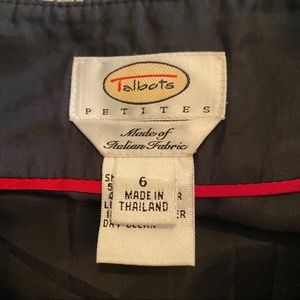 Talbots
PETITES
Made of
Italian Fabric
6
MADE IN
THAILAND